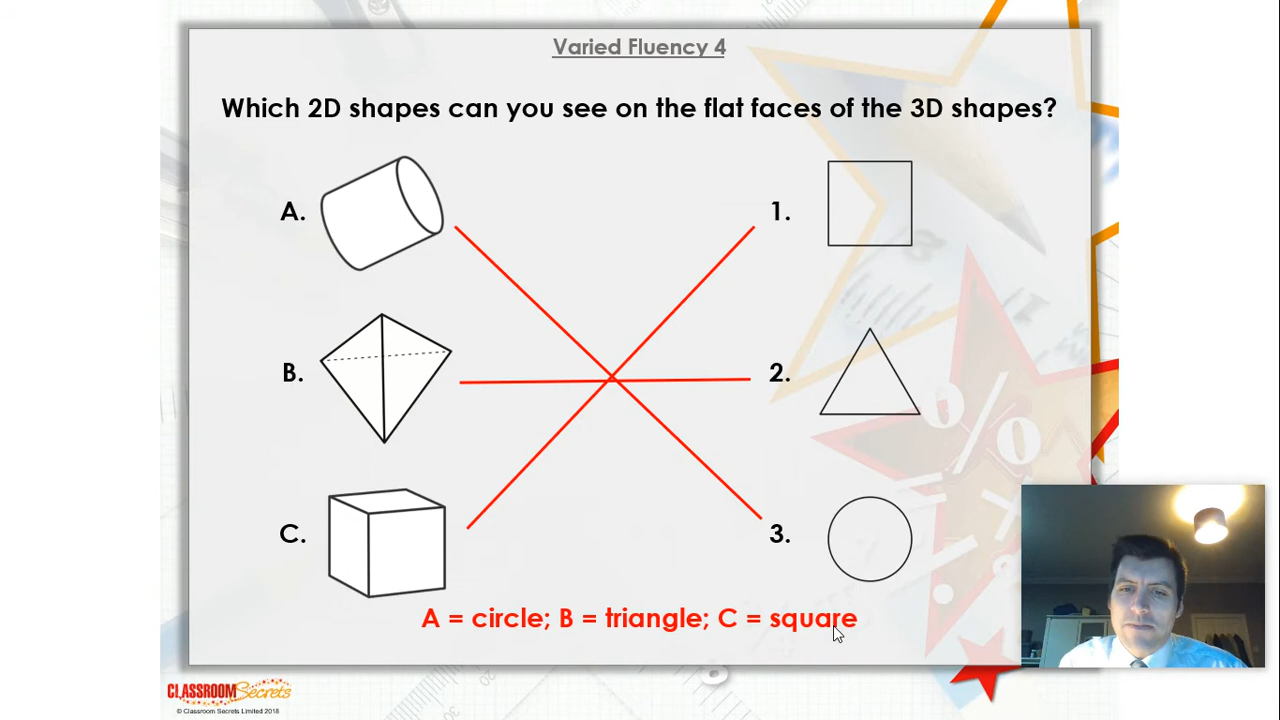 Varied Fluency 4
Which 2D shapes can you see on the flat faces of the 3D shapes?
A.
1.
B.
2.
C.
3.
A = circle; B = triangle; C = square
CLASSROOM Secrets
© Classroom Secrets Limited 2018